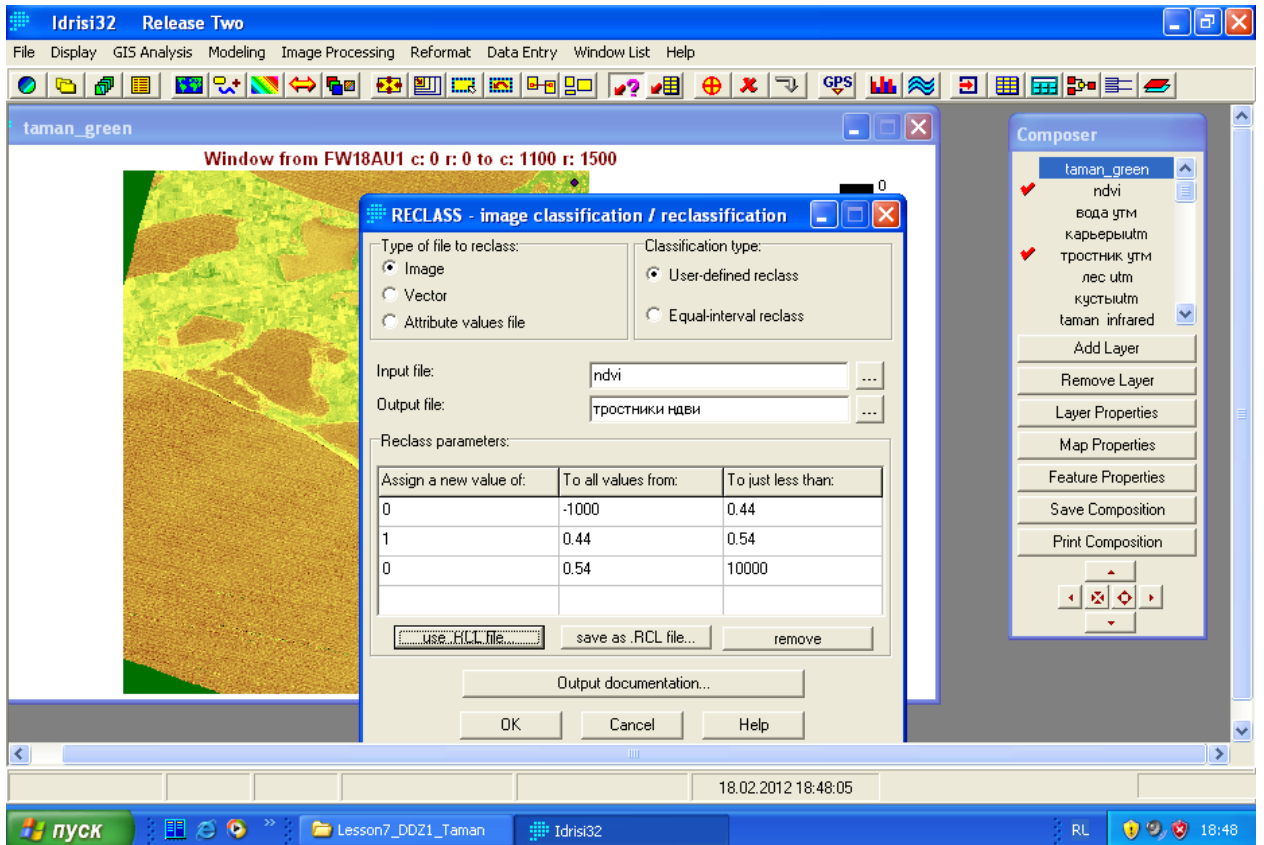 Idrisi32 Release Two
File Display GIS Analysis Modeling Image Processing Reformat Data Entry Window List Help
GPS
taman_green
Window from FW18AU1 c: 0 r: 0 to c: 1100 r: 1500
0
RECLASS - image classification / reclassification
Type of file to reclass:
Image
Vector
Attribute values file
Classification type:
User-defined reclass
Equal-interval reclass
Input file:
ndvi
...
Output file:
тростники ндви
...
Reclass parameters:
Assign a new value of: To all values from: To just less than:
0 -1000 0.44
1 0.44 0.54
0 0.54 10000
use .RCL file...
save as .RCL file...
remove
Output documentation...
OK
Cancel
Help
Composer
taman_green
ndvi
вода утм
карьерыutm
тростник утм
лес utm
кустыutm
taman infrared
Add Layer
Remove Layer
Layer Properties
Map Properties
Feature Properties
Save Composition
Print Composition
18.02.2012 18:48:05
пуск
»
Lesson7_DDZ1_Taman
Idrisi32
RL
18:48